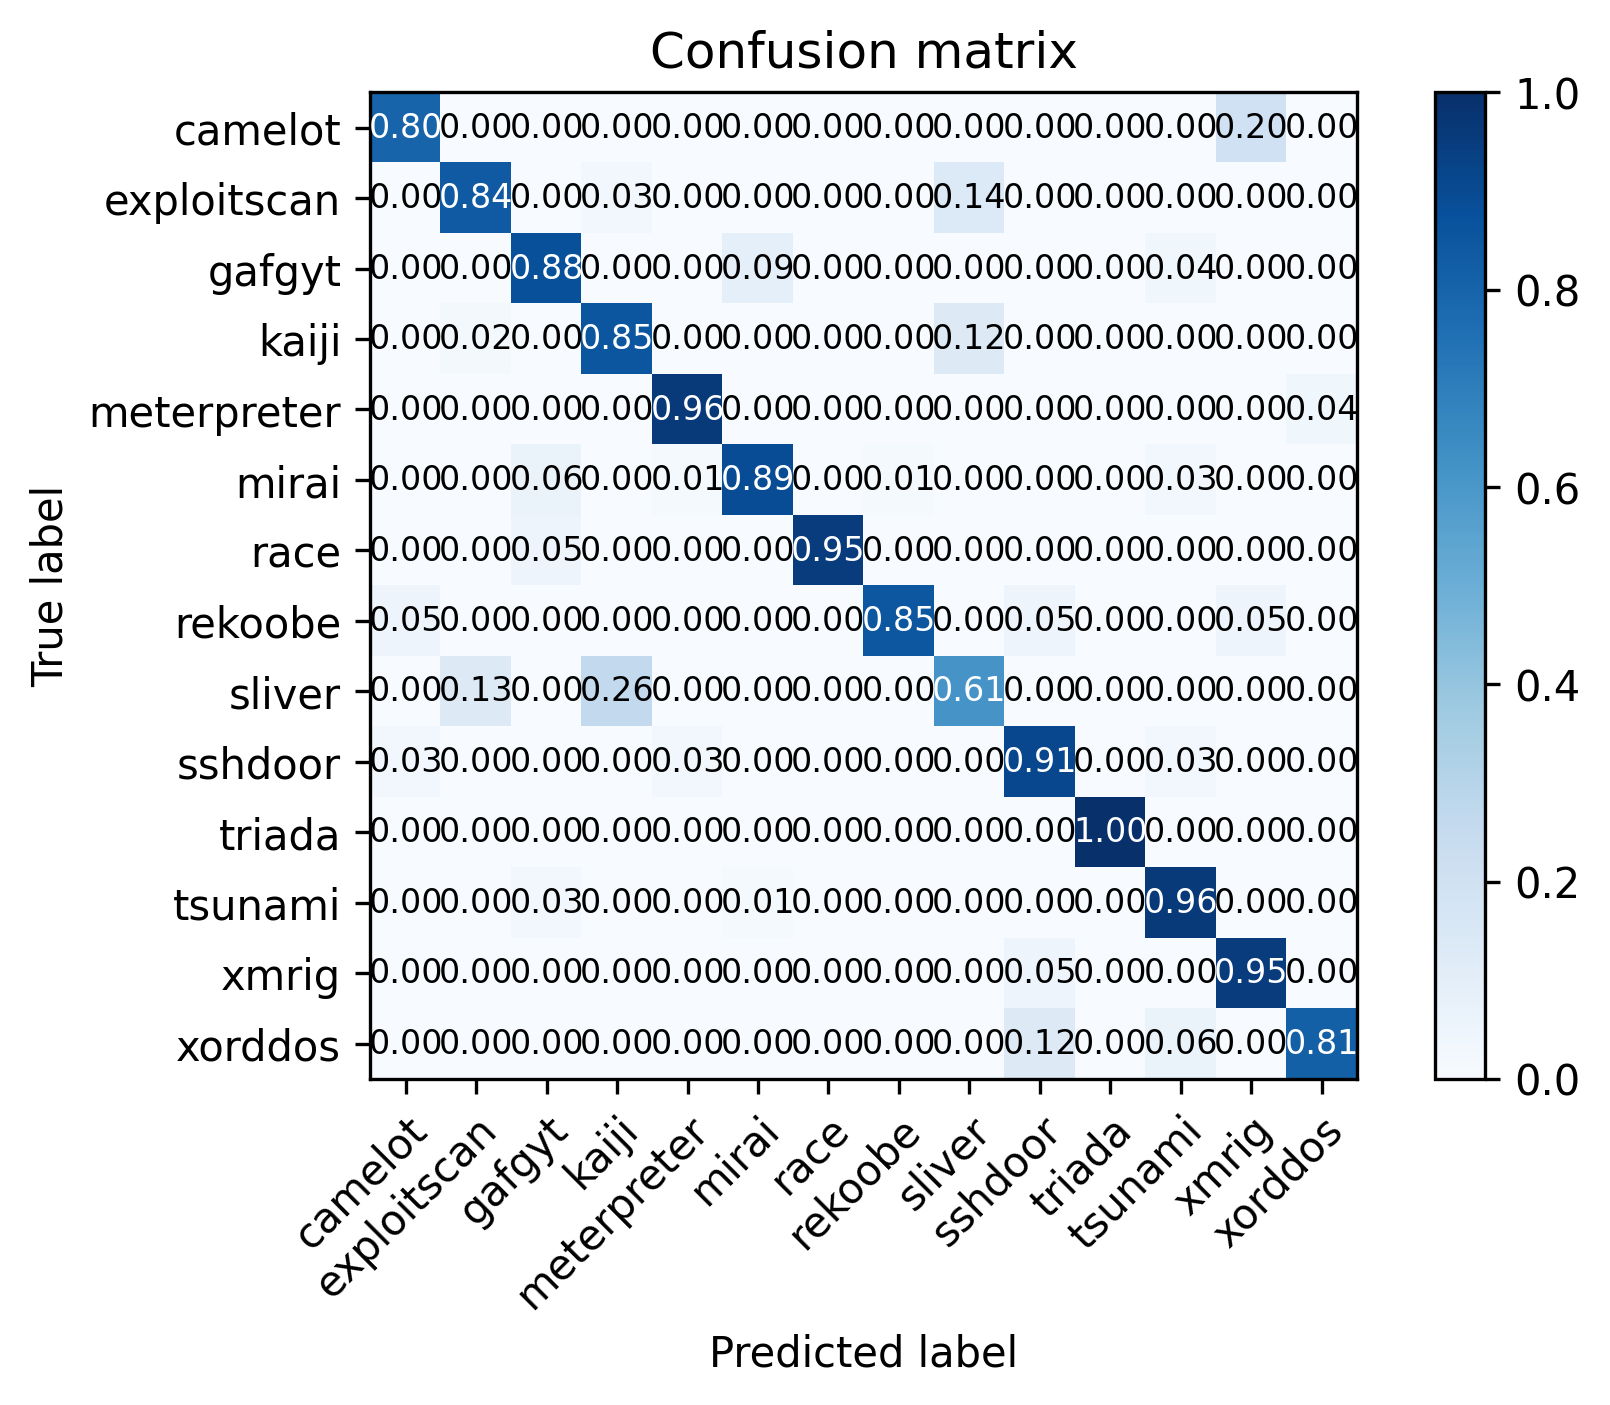 Confusion matrix
camelot 0.80 0.00 0.00 0.00 0.00 0.00 0.00 0.00 0.00 0.00 0.00 0.00 0.20 0.00
exploitscan 0.00 0.84 0.00 0.03 0.00 0.00 0.00 0.00 0.14 0.00 0.00 0.00 0.00 0.00
gafgyt 0.00 0.00 0.88 0.00 0.00 0.09 0.00 0.00 0.00 0.00 0.00 0.04 0.00 0.00
kaiji 0.00 0.02 0.00 0.85 0.00 0.00 0.00 0.00 0.12 0.00 0.00 0.00 0.00 0.00
meterpreter 0.00 0.00 0.00 0.00 0.96 0.00 0.00 0.00 0.00 0.00 0.00 0.00 0.00 0.04
mirai 0.00 0.00 0.06 0.00 0.01 0.89 0.00 0.01 0.00 0.00 0.00 0.03 0.00 0.00
race 0.00 0.00 0.05 0.00 0.00 0.00 0.95 0.00 0.00 0.00 0.00 0.00 0.00 0.00
rekoobe 0.05 0.00 0.00 0.00 0.00 0.00 0.00 0.85 0.00 0.05 0.00 0.00 0.05 0.00
sliver 0.00 0.13 0.00 0.26 0.00 0.00 0.00 0.00 0.61 0.00 0.00 0.00 0.00 0.00
sshdoor 0.03 0.00 0.00 0.00 0.03 0.00 0.00 0.00 0.00 0.91 0.00 0.03 0.00 0.00
triada 0.00 0.00 0.00 0.00 0.00 0.00 0.00 0.00 0.00 0.00 1.00 0.00 0.00 0.00
tsunami 0.00 0.00 0.03 0.00 0.00 0.01 0.00 0.00 0.00 0.00 0.00 0.96 0.00 0.00
xmrig 0.00 0.00 0.00 0.00 0.00 0.00 0.00 0.00 0.00 0.05 0.00 0.00 0.95 0.00
xorddos 0.00 0.00 0.00 0.00 0.00 0.00 0.00 0.00 0.00 0.12 0.00 0.06 0.00 0.81
True label
camelot
exploitscan
gafgyt
kaiji
meterpreter
mirai
race
rekoobe
sliver
sshdoor
triada
tsunami
xmrig
xorddos
Predicted label
1.0
0.8
0.6
0.4
0.2
0.0